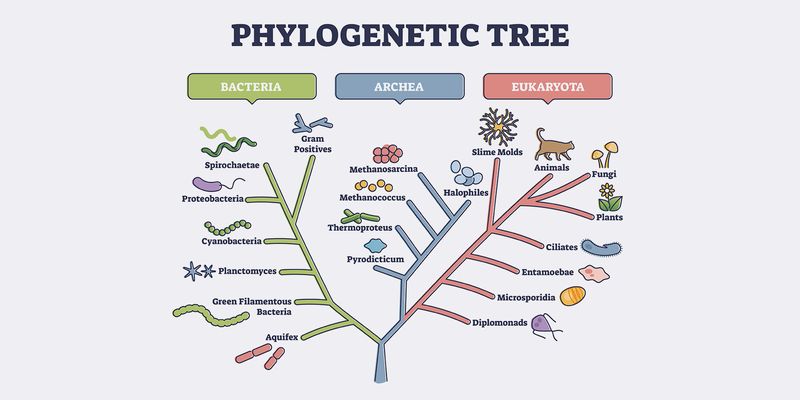 PHYLOGENETIC TREE
BACTERIA
ARCHEA
EUKARYOTA
Gram
Positives
Spirochaetae
Proteobacteria
Cyanobacteria
Planctomyces
Green Filamentous
Bacteria
Aquifex
Methanosarcina
Methanococcus
Halophiles
Thermoproteus
Pyrodicticum
Slime Molds
Animals
Fungi
Plants
Ciliates
Entamoebae
Microsporidia
Diplomonads